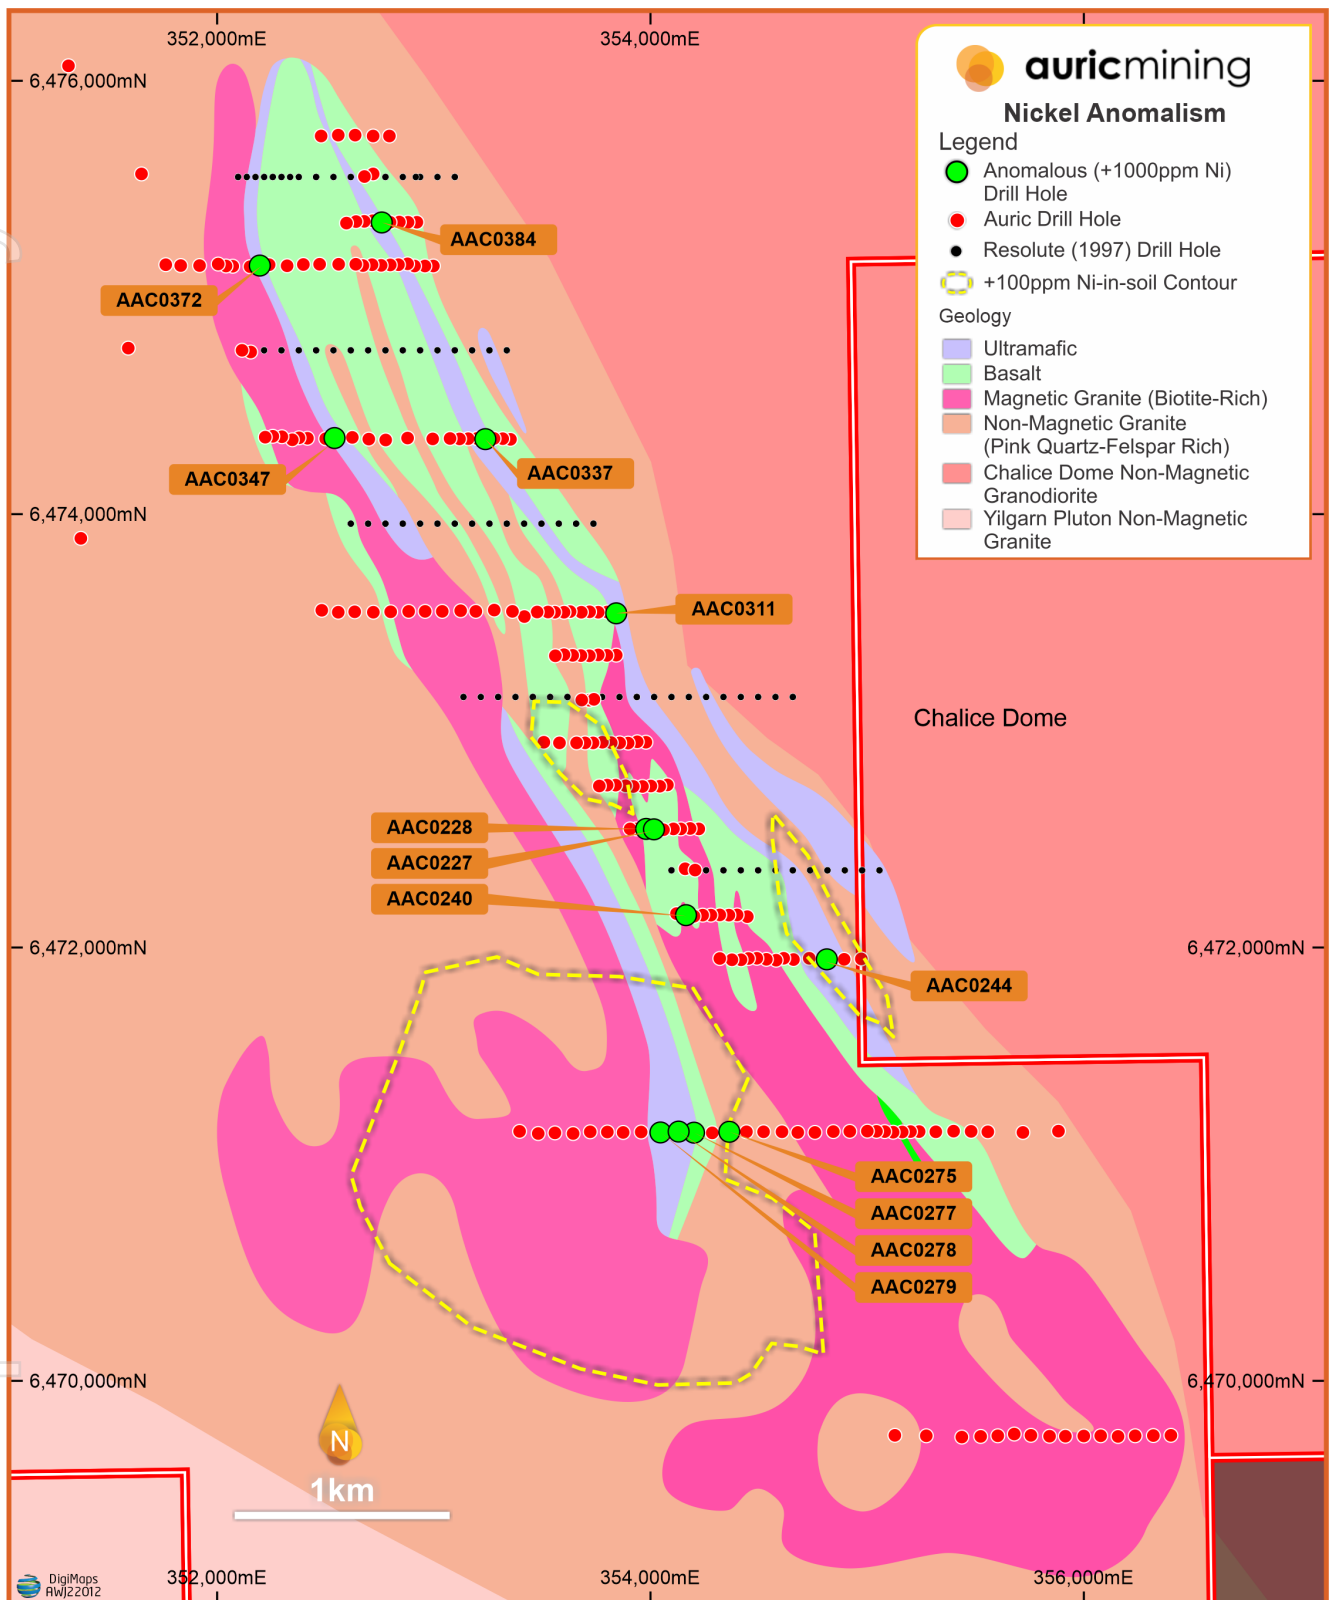 352,000mE
354,000mE
6,476,000mN
auricmining
Nickel Anomalism
Legend
Anomalous (+1000ppm Ni)
Drill Hole
Auric Drill Hole
Resolute (1997) Drill Hole
+100ppm Ni-in-soil Contour
Geology
Ultramafic
Basalt
Magnetic Granite (Biotite-Rich)
Non-Magnetic Granite
(Pink Quartz-Felspar Rich)
Chalice Dome Non-Magnetic
Granodiorite
Yilgarn Pluton Non-Magnetic
Granite
AAC0384
AAC0372
AAC0337
AAC0347
6,474,000mN
AAC0311
Chalice Dome
AAC0228
AAC0227
AAC0240
6,472,000mN
6,472,000mN
AAC0244
AAC0275
AAC0277
AAC0278
AAC0279
6,470,000mN
6,470,000mN
N
1km
DigiMaps
AWJ22012
352,000mE
354,000mE
356,000mE